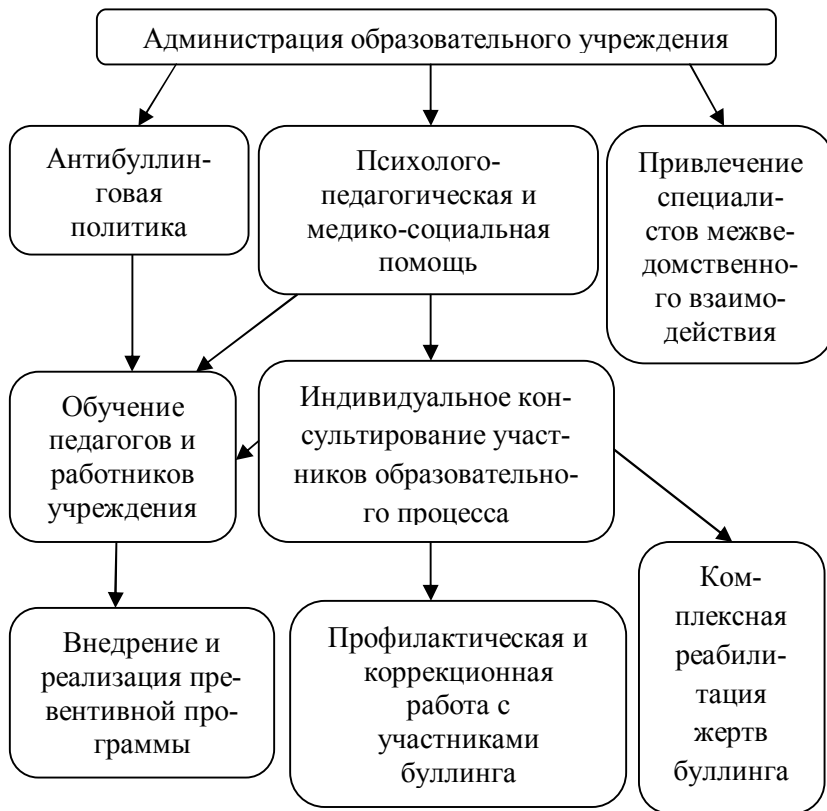 Администрация образовательного учреждения
Антибуллин-
говая
политика
Психолого-
педагогическая и
медико-социальная
помощь
Привлечение
специали-
стов межве-
домственно-
го взаимо-
действия
Обучение
педагогов и
работников
учреждения
Индивидуальное кон-
сультирование участ-
ников образовательно-
го процесса
Внедрение и
реализация пре-
вентивной про-
граммы
Профилактическая и
коррекционная
работа с
участниками
буллинга
Ком-
плексная
реабили-
тация
жертв
буллинга